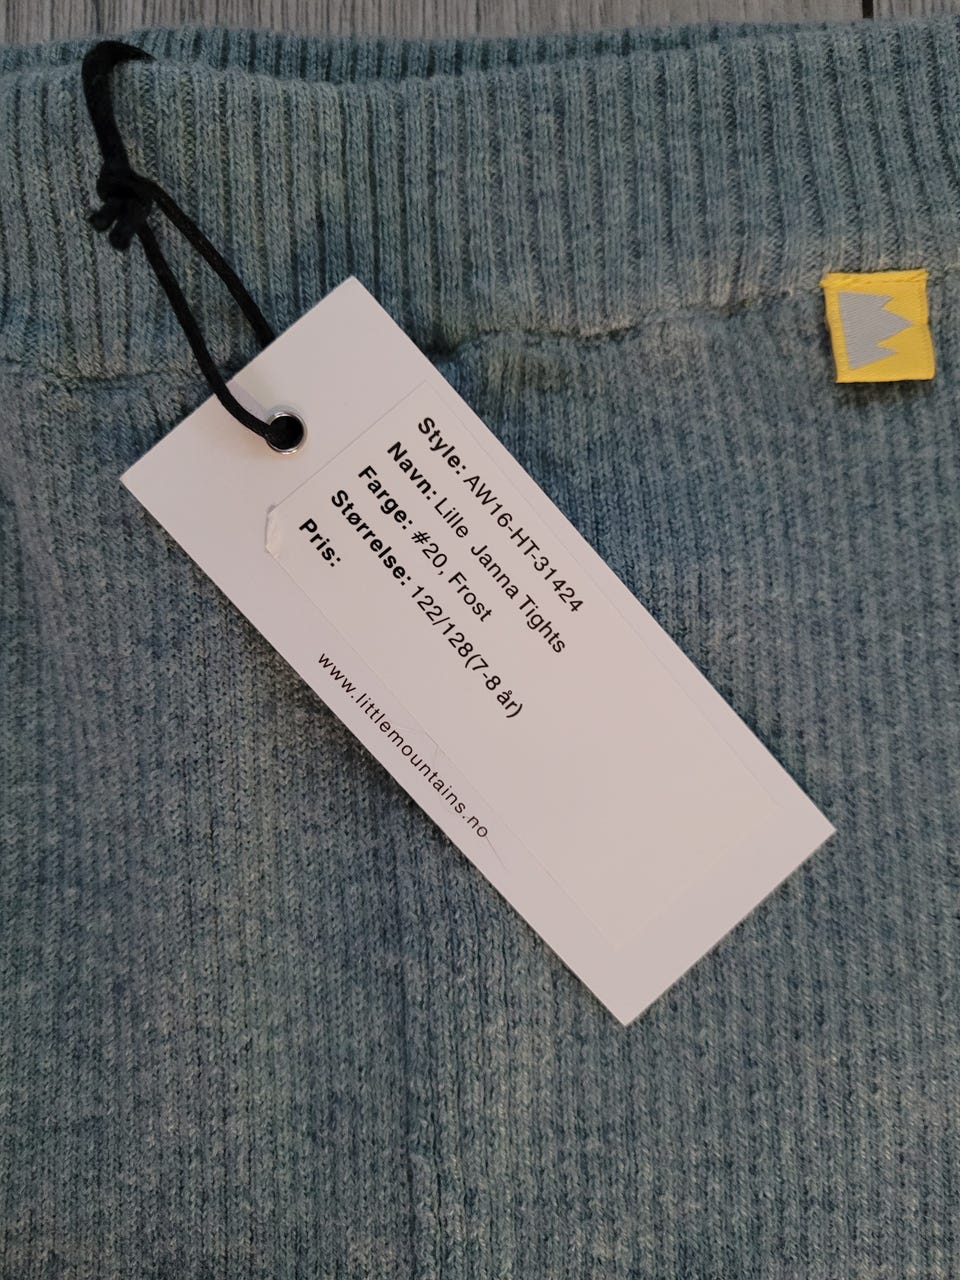 Style: AW16-HT-31424
Navn: Lille Janna Tights
Farge: #20, Frost
Størrelse: 122/128(7-8 år)
Pris:
www.littlemountains.no